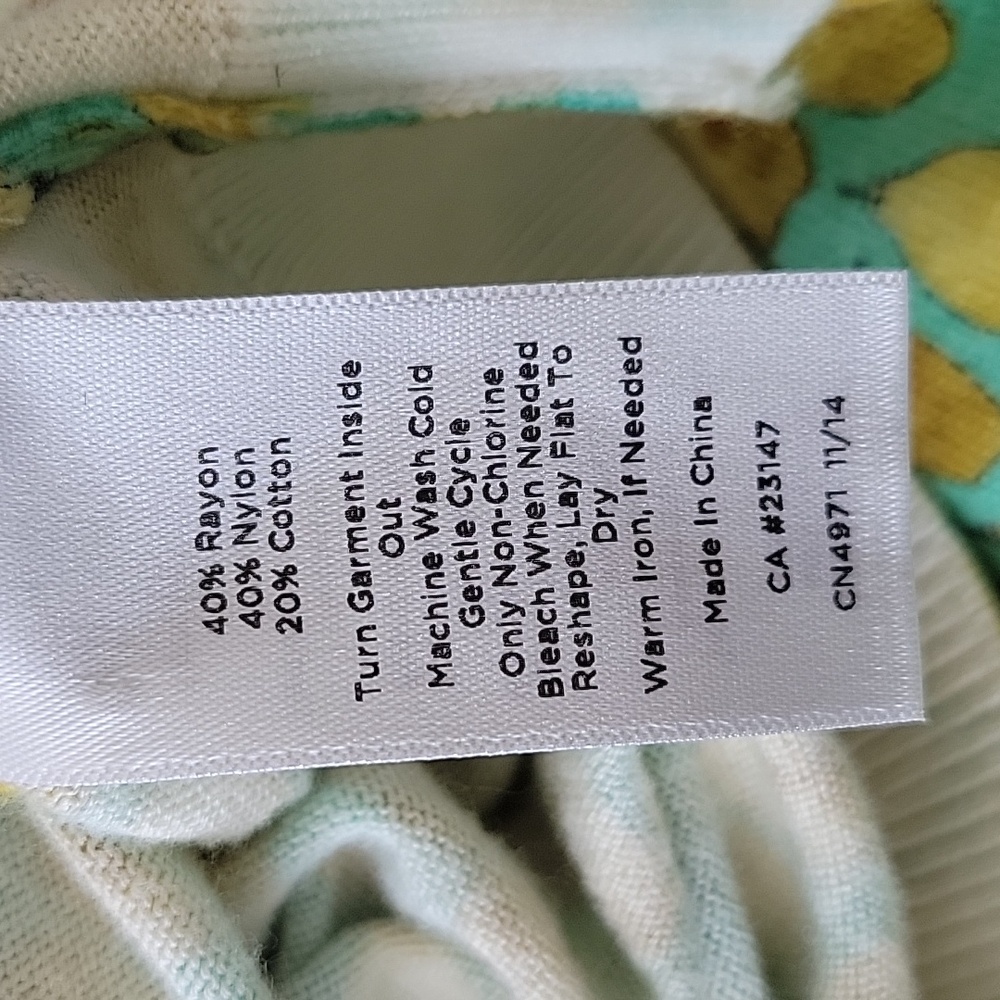 40% Rayon
40% Nylon
20% Cotton
Turn Garment Inside
Out
Machine Wash Cold
Gentle Cycle
Only Non-Chlorine
Bleach When Needed
Reshape, Lay Flat To
Dry
Warm Iron, If Needed
Made In China
CA #23147
CN4971 11/14